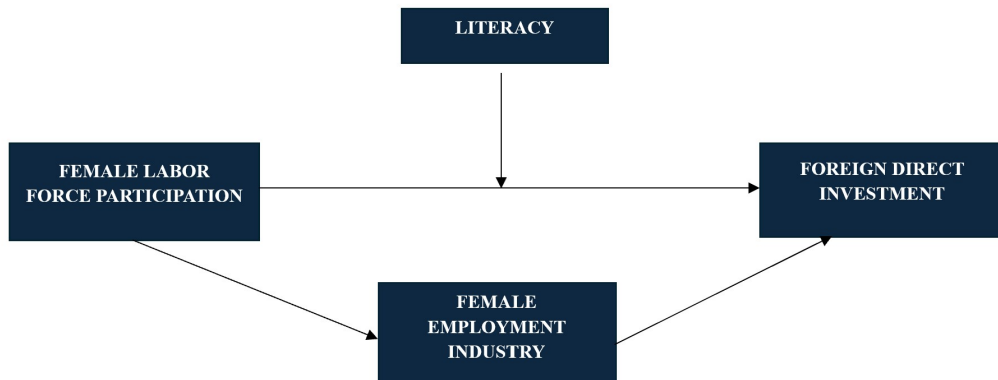 LITERACY
FEMALE LABOR
FORCE PARTICIPATION
FOREIGN DIRECT
INVESTMENT
FEMALE
EMPLOYMENT
INDUSTRY